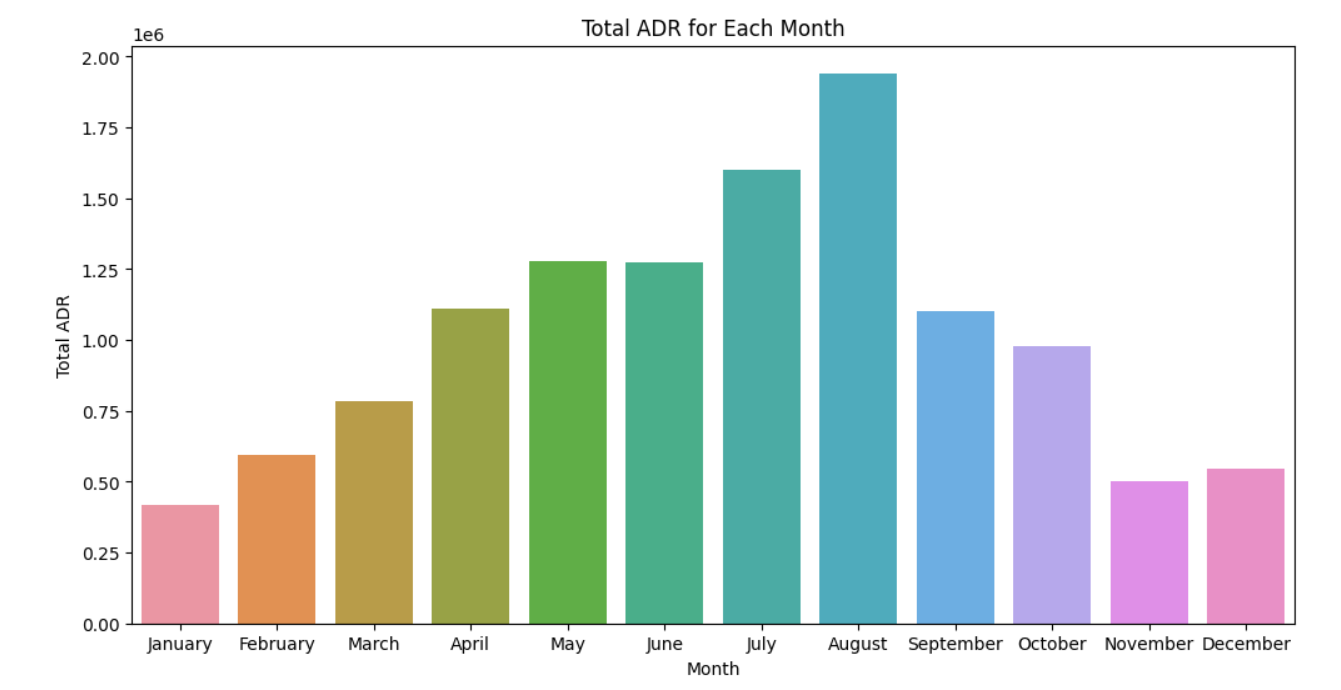 Total ADR for Each Month
1e6
2.00
1.75
1.50
1.25
1.00
0.75
0.50
0.25
0.00
Total ADR
January February March April May June July August September October November December
Month